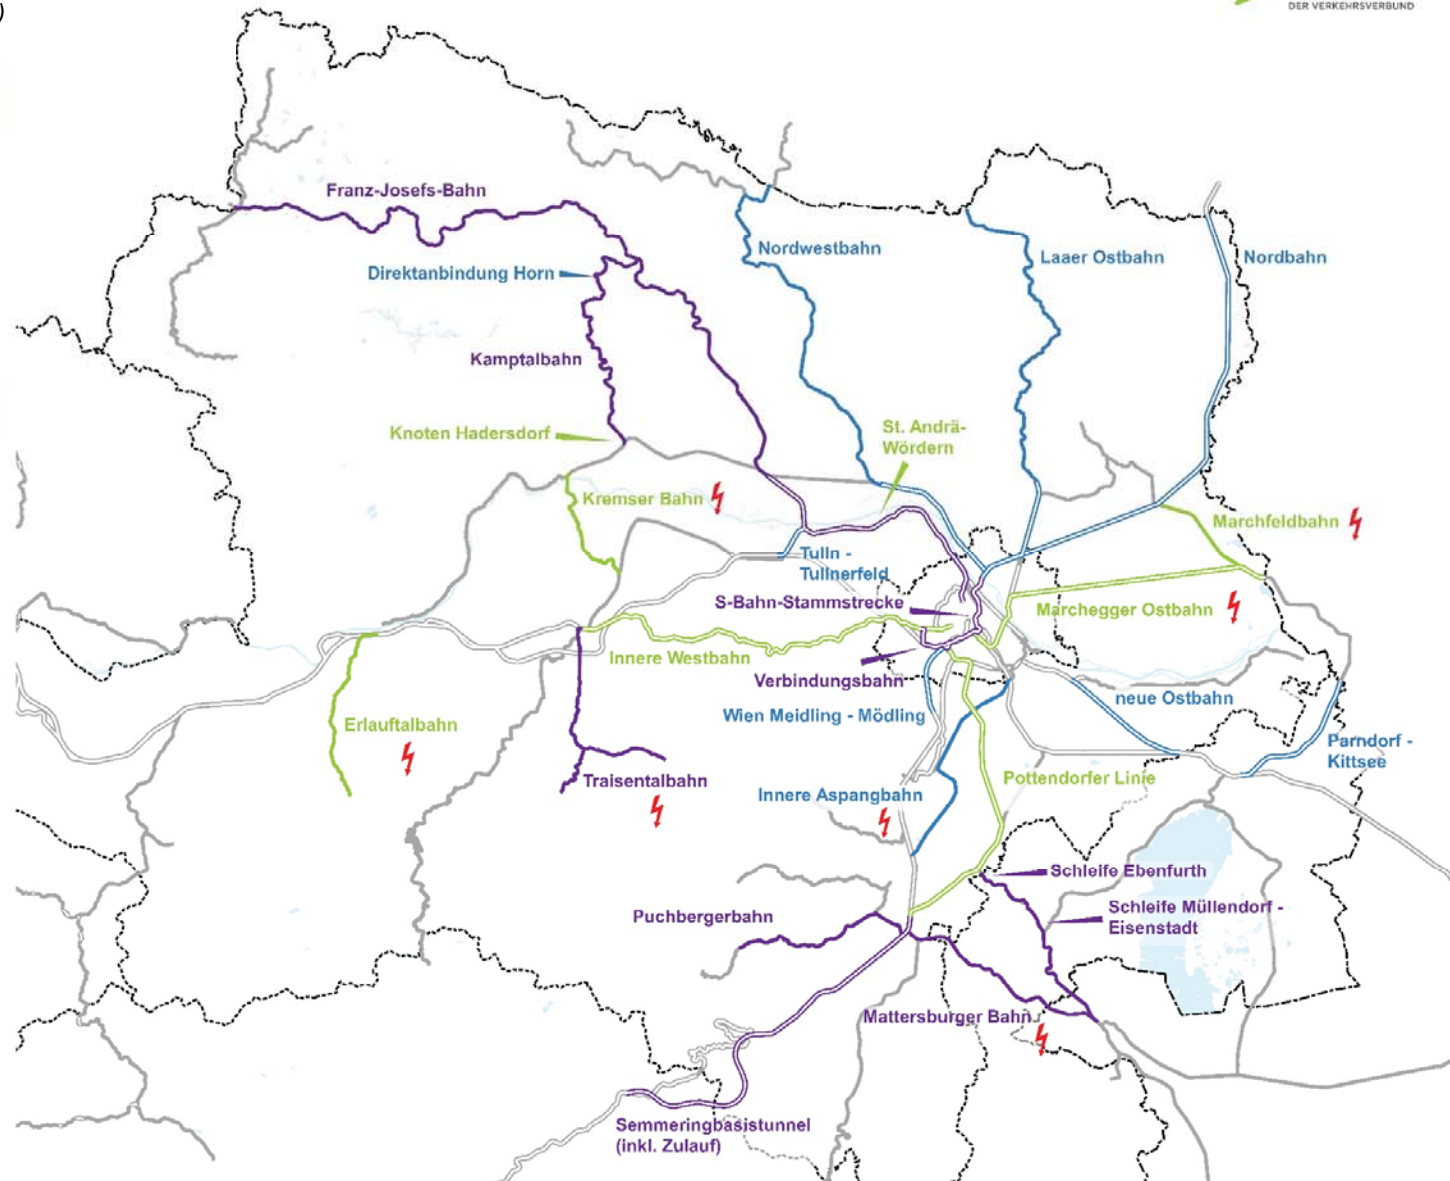 )
DER VERKEHRSVERBUND
Franz-Josefs-Bahn
Nordwestbahn
Laaer Ostbahn
Nordbahn
Direktanbindung Horn
Kamptalbahn
Knoten Hadersdorf
St. Andrä-
Wördern
Kremser Bahn
Marchfeldbahn
Tulln -
Tullnerfeld
S-Bahn-Stammstrecke
Marchegger Ostbahn
Innere Westbahn
Verbindungsbahn
neue Ostbahn
Wien Meidling - Mödling
Erlauftalbahn
Parndorf -
Kittsee
Traisentalbahn
Pottendorfer Linie
Innere Aspangbahn
Schleife Ebenfurth
Puchbergerbahn
Schleife Müllendorf -
Eisenstadt
Mattersburger Bahn
Semmeringbasistunnel
(inkl. Zulauf)